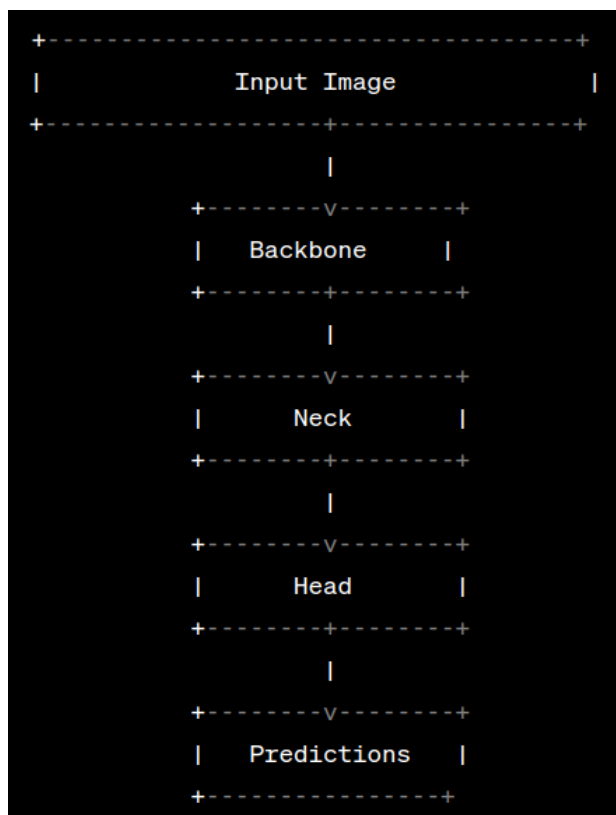 +------------------------------------+
|             Input Image             |
+-------------------+----------------+
                    |
           +--------v--------+
           |   Backbone     |
           +--------+--------+
                    |
           +--------v--------+
           |      Neck       |
           +--------+--------+
                    |
           +--------v--------+
           |      Head       |
           +--------+--------+
                    |
           +--------v--------+
           |   Predictions   |
           +----------------+